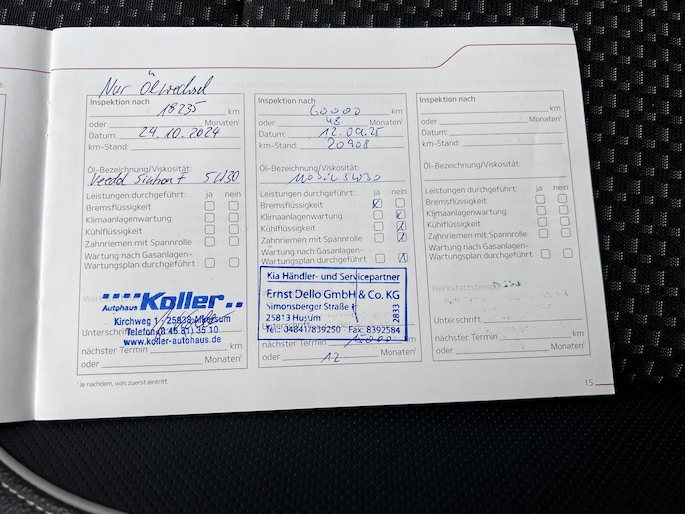 Nur Ölwechsel
Inspektion nach
18235 km
oder Monaten¹
Datum: 24.10.2024
km-Stand:
Öl-Bezeichnung/Viskosität:
5W30
Leistungen durchgeführt: ja nein
Bremsflüssigkeit
Klimaanlagenwartung
Kühlflüssigkeit
Zahnriemen mit Spannrolle
Wartung nach Gasanlagen-
Wartungsplan durchgeführt
Autohaus Koller
Kirchweg 1
Telefon
www.koller-autohaus.de
Unterschrift
nächster Termin km
oder Monaten¹
¹ Je nachdem, was zuerst eintritt.
Inspektion nach
60000 km
oder 48 Monaten¹
Datum: 12.09.25
km-Stand: 20908
Öl-Bezeichnung/Viskosität:
5W30
Leistungen durchgeführt: ja nein
Bremsflüssigkeit x
Klimaanlagenwartung x
Kühlflüssigkeit x
Zahnriemen mit Spannrolle x
Wartung nach Gasanlagen-
Wartungsplan durchgeführt x
Kia Händler- und Servicepartner
Ernst Dello GmbH & Co. KG
Simonsberger Straße
25813 Husum
Tel.: 04841/839250 Fax: 8392584
2833
Unterschrift
nächster Termin 15000 km
oder 12 Monaten¹
Inspektion nach
km
oder Monaten¹
Datum:
km-Stand:
Öl-Bezeichnung/Viskosität:
Leistungen durchgeführt: ja nein
Bremsflüssigkeit
Klimaanlagenwartung
Kühlflüssigkeit
Zahnriemen mit Spannrolle
Wartung nach Gasanlagen-
Wartungsplan durchgeführt
Werkstattstempel
Unterschrift
nächster Termin km
oder Monaten¹
15